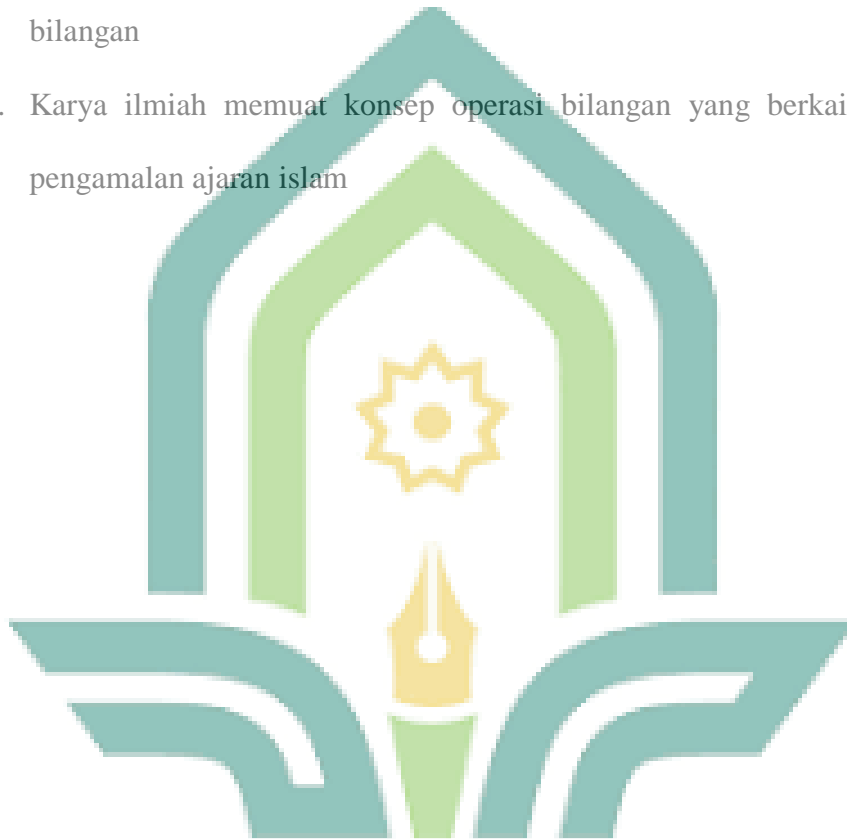 bilangan
. Karya ilmiah memuat konsep operasi bilangan yang berkai
pengamalan ajaran islam